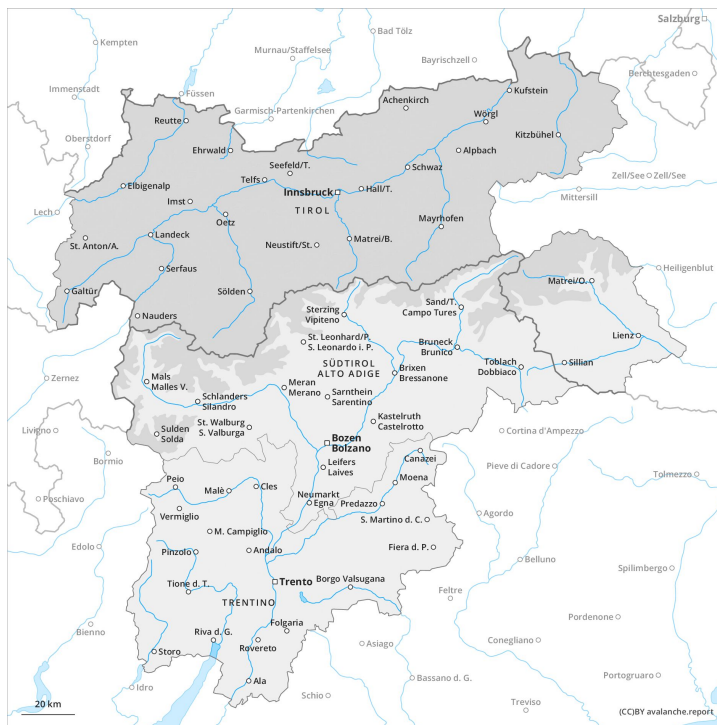 Salzburg
Kempten
Bad Tölz
Murnau/Staffelsee
Bayrischzell
Berchtesgaden
Immenstadt
Füssen
Kufstein
Achenkirch
Garmisch-Partenkirchen
Reutte
Wörgl
Oberstdorf
Kitzbühel
Ehrwald
Alpbach
Seefeld/T.
Schwaz
Telfs
Zell/See
Zell/See
Elbigenalp
Innsbruck
Hall/T.
Mittersill
Imst
TIROL
Lech
Oetz
Mayrhofen
St. Anton/A.
Landeck
Neustift/St.
Matrei/B.
Serfaus
Heiligenblut
Galtür
Sölden
Matrei/O.
Nauders
Sterzing
Vipiteno
Sand/T.
Campo Tures
St. Leonhard/P.
S. Leonardo i. P.
Lienz
Bruneck
Brunico
Toblach
Dobbiaco
Sillian
SÜDTIROL
ALTO ADIGE
Brixen
Bressanone
Zernez
Mals
Malles V.
Meran
Merano
Sarnthein
Sarentino
Schlanders
Silandro
St. Walburg
S. Valburga
Kastelruth
Castelrotto
Livigno
Sulden
Solda
Bozen
Bolzano
Cortina d'Ampezzo
Bormio
Canazei
Leifers
Laives
Pieve di Cadore
Tolmezzo
Poschiavo
Peio
Malè
Cles
Moena
Neumarkt
Egna
Predazzo
Vermiglio
Agordo
S. Martino d. C.
M. Campiglio
Edolo
Pinzolo
Andalo
Fiera d. P.
Belluno
Spilimbergo
Tione d. T.
Trento
Borgo Valsugana
Feltre
TRENTINO
Pordenone
Bienno
Folgaria
Riva d. G.
Rovereto
Asiago
Conegliano
Storo
Ala
Bassano d. G.
Portogruaro
Idro
Schio
Treviso
20 km
(CC)BY avalanche.report